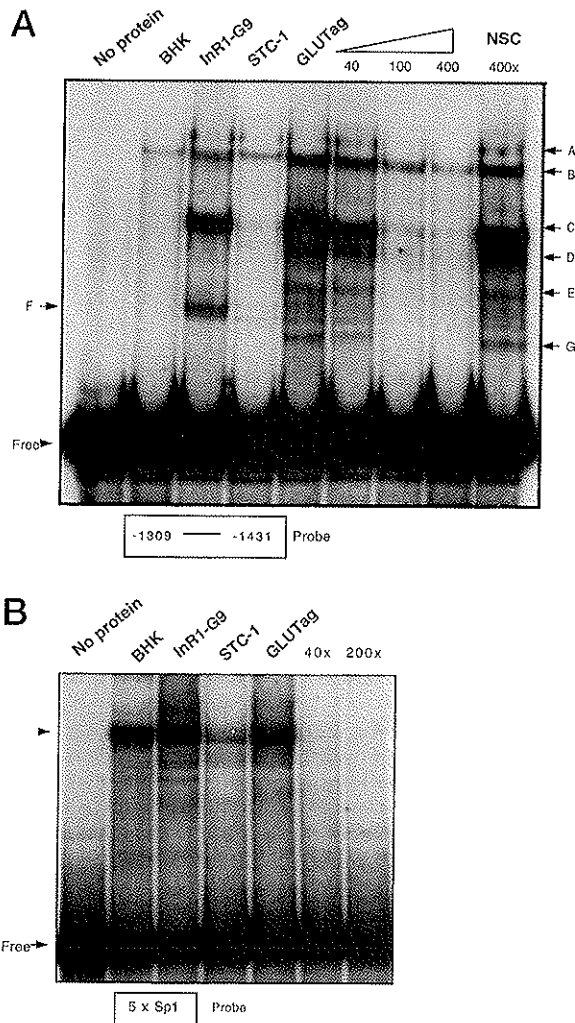 A
No protein
BHK
InR1-G9
STC-1
GLUTag
40
100
400
NSC
400x
A
B
C
D
E
F
G
Free
-1309 — -1431 Probe
B
No protein
BHK
InR1-G9
STC-1
GLUTag
40x 200x
Free
5 x Sp1 Probe